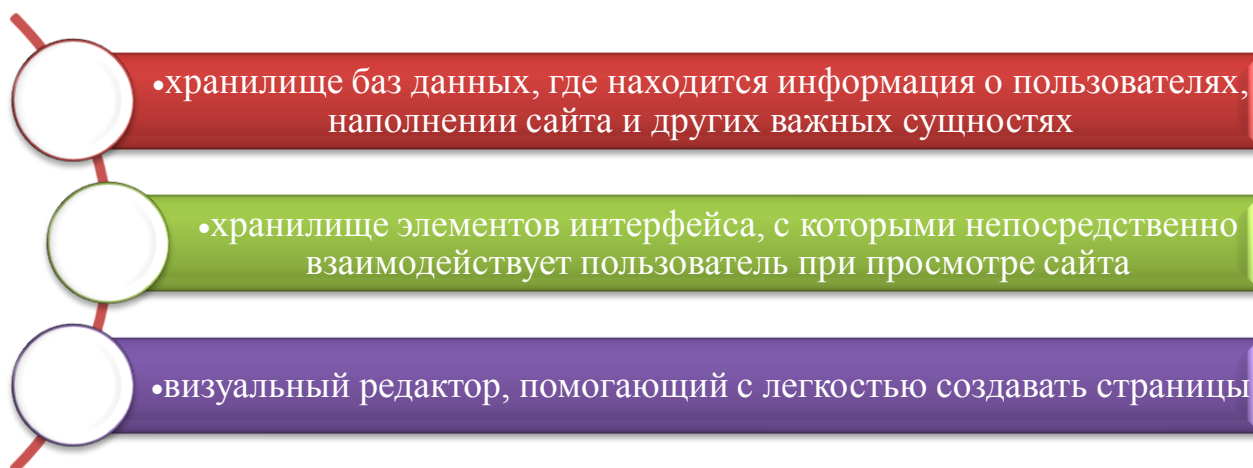 •хранилище баз данных, где находится информация о пользователях,
наполнении сайта и других важных сущностях
•хранилище элементов интерфейса, с которыми непосредственно
взаимодействует пользователь при просмотре сайта
•визуальный редактор, помогающий с легкостью создавать страницы